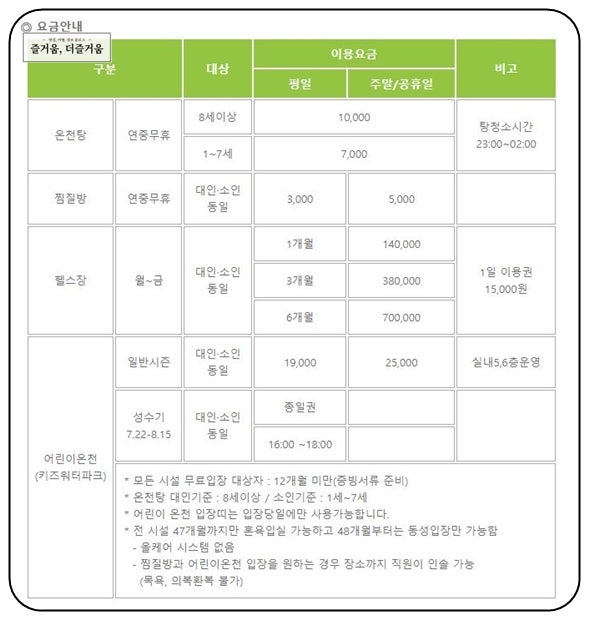 ◎ 요금안내
즐거움, 더즐거움
구분
대상
이용요금
비고
평일
주말/공휴일
온천탕
연중무휴
8세이상
10,000
탕청소시간
23:00~02:00
1~7세
7,000
찜질방
연중무휴
대인·소인
동일
3,000
5,000
헬스장
월~금
대인·소인
동일
1개월
140,000
1일 이용권
15,000원
3개월
380,000
6개월
700,000
어린이온천
(키즈워터파크)
일반시즌
대인·소인
동일
19,000
25,000
실내5,6층운영
성수기
7.22-8.15
대인·소인
동일
종일권
16:00 ~18:00
* 모든 시설 무료입장 대상자 : 12개월 미만(증빙서류 준비)
* 온천탕 대인기준 : 8세이상 / 소인기준 : 1세~7세
* 어린이 온천 입장띠는 입장당일에만 사용가능합니다.
* 전 시설 47개월까지만 혼욕입실 가능하고 48개월부터는 동성입장만 가능함
- 올케어 시스템 없음
- 찜질방과 어린이온천 입장을 원하는 경우 장소까지 직원이 인솔 가능
(목욕, 의복환복 불가)